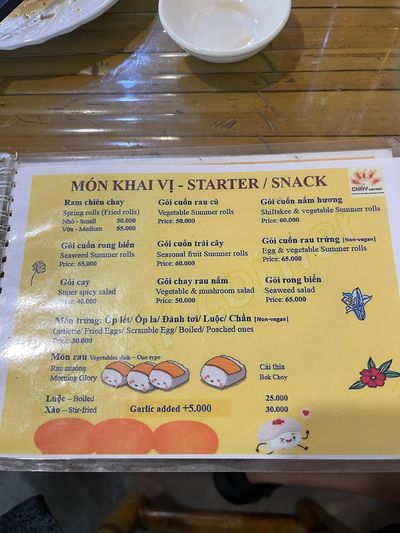 MÓN KHAI VỊ - STARTER / SNACK
CHAY
Ram chiên chay
Spring rolls (Fried rolls)
Nhỏ - Small 30.000
Vừa - Medium 55.000
Gỏi cuốn rau củ
Vegetable Summer rolls
Price: 50.000
Gỏi cuốn nấm hương
Shiitake & vegetable Summer rolls
Price: 60,000
Gỏi cuốn rong biển
Seaweed Summer rolls
Price: 65.000
Gỏi cuốn trái cây
Seasonal fruit Summer rolls
Price: 60.000
Gỏi cuốn rau trứng [Non-vegan]
Egg & vegetable Summer rolls
Price: 65.000
Gỏi cay
Super spicy salad
Price: 40.000
Gỏi chay rau nấm
Vegetable & mushroom salad
Price: 50.000
Gỏi rong biển
Seaweed salad
Price: 65.000
Món trứng: Ốp lét/ Ốp la/ Đánh tơi/ Luộc/ Chần [Non-vegan]
Omlette/ Fried Eggs/ Scramble Egg/ Boiled/ Poached ones
Price: 30.000
Món rau Vegetables dish – One type
Rau muống
Morning Glory
Cải thìa
Bok Choy
Luộc – Boiled 25.000
Xào – Stir-fried Garlic added +5.000 30.000